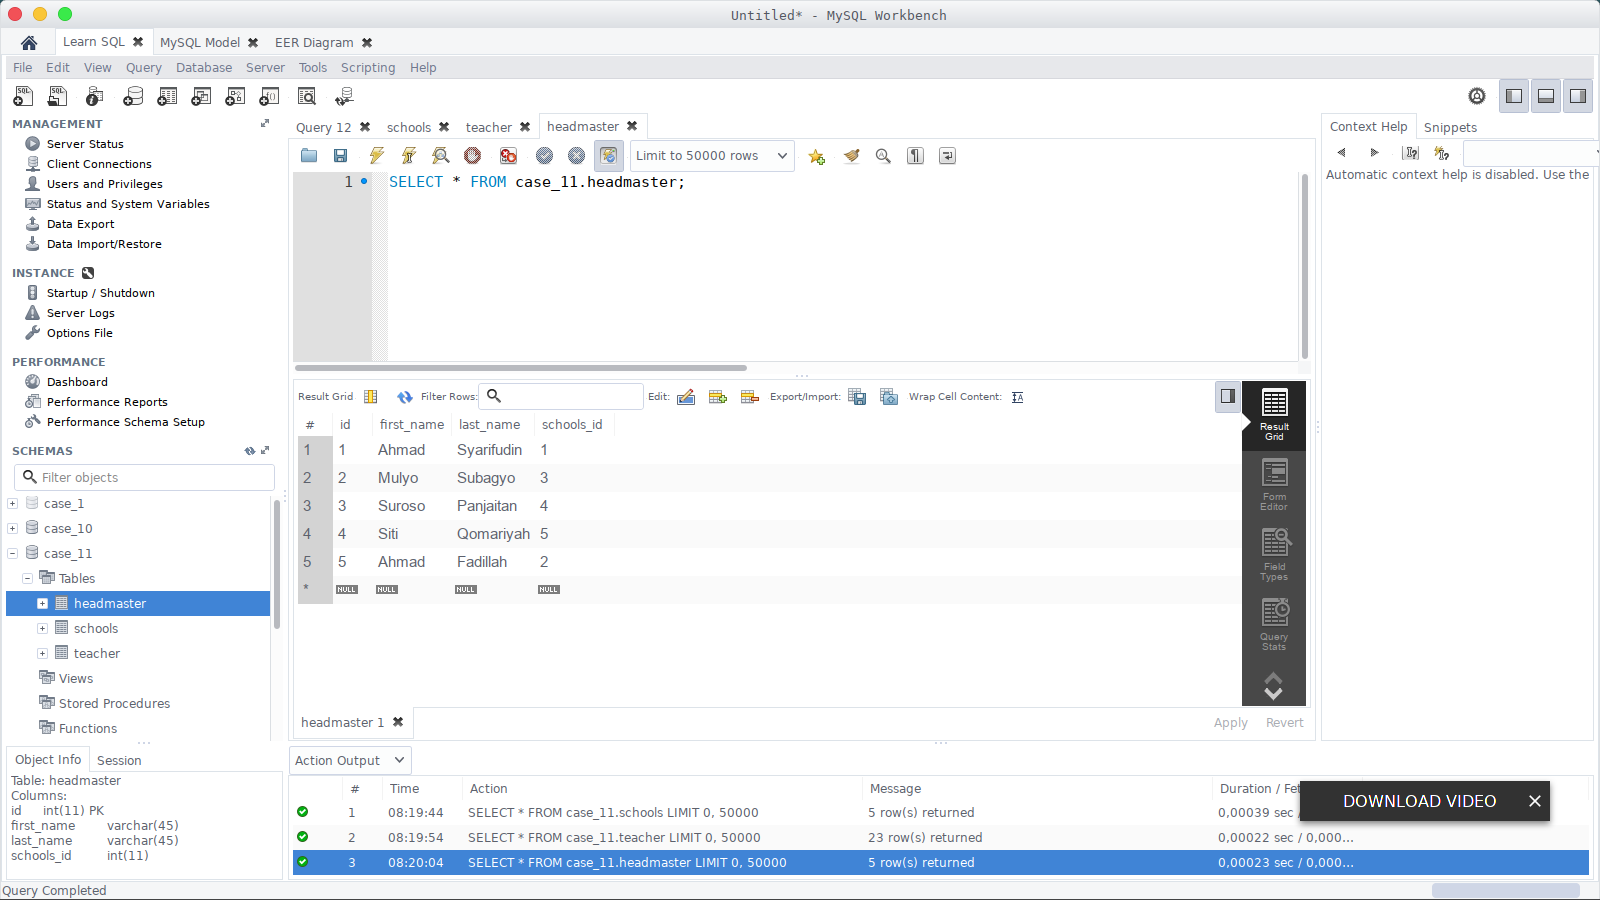 Untitled* - MySQL Workbench
Learn SQL MySQL Model EER Diagram
File Edit View Query Database Server Tools Scripting Help
MANAGEMENT
Server Status
Client Connections
Users and Privileges
Status and System Variables
Data Export
Data Import/Restore
INSTANCE
Startup / Shutdown
Server Logs
Options File
PERFORMANCE
Dashboard
Performance Reports
Performance Schema Setup
SCHEMAS
Filter objects
case_1
case_10
case_11
Tables
headmaster
schools
teacher
Views
Stored Procedures
Functions
Object Info Session
Table: headmaster
Columns:
id int(11) PK
first_name varchar(45)
last_name varchar(45)
schools_id int(11)
Query Completed
Query 12 schools teacher headmaster
Limit to 50000 rows
1 SELECT * FROM case_11.headmaster;
Result Grid Filter Rows: Edit: Export/Import: Wrap Cell Content:
# id first_name last_name schools_id
1 1 Ahmad Syarifudin 1
2 2 Mulyo Subagyo 3
3 3 Suroso Panjaitan 4
4 4 Siti Qomariyah 5
5 5 Ahmad Fadillah 2
* NULL NULL NULL NULL
Result
Grid
Form
Editor
Field
Types
Query
Stats
headmaster 1 Apply Revert
Context Help Snippets
Automatic context help is disabled. Use the
Action Output
# Time Action Message Duration / Fet
1 08:19:44 SELECT * FROM case_11.schools LIMIT 0, 50000 5 row(s) returned 0,00039 sec / 0,000...
2 08:19:54 SELECT * FROM case_11.teacher LIMIT 0, 50000 23 row(s) returned 0,00022 sec / 0,000...
3 08:20:04 SELECT * FROM case_11.headmaster LIMIT 0, 50000 5 row(s) returned 0,00023 sec / 0,000...
DOWNLOAD VIDEO